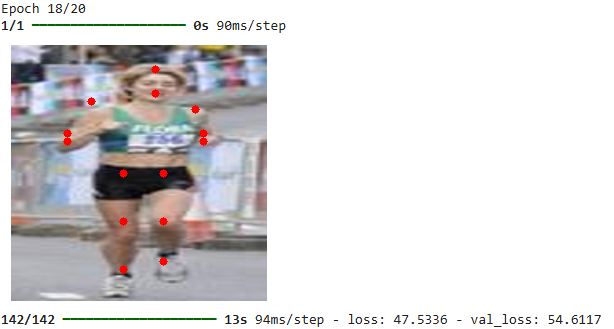 Epoch 18/20
1/1 ━━━━━━━━━━━━━━━━━━━━ 0s 90ms/step
142/142 ━━━━━━━━━━━━━━━━━━━━ 13s 94ms/step - loss: 47.5336 - val_loss: 54.6117